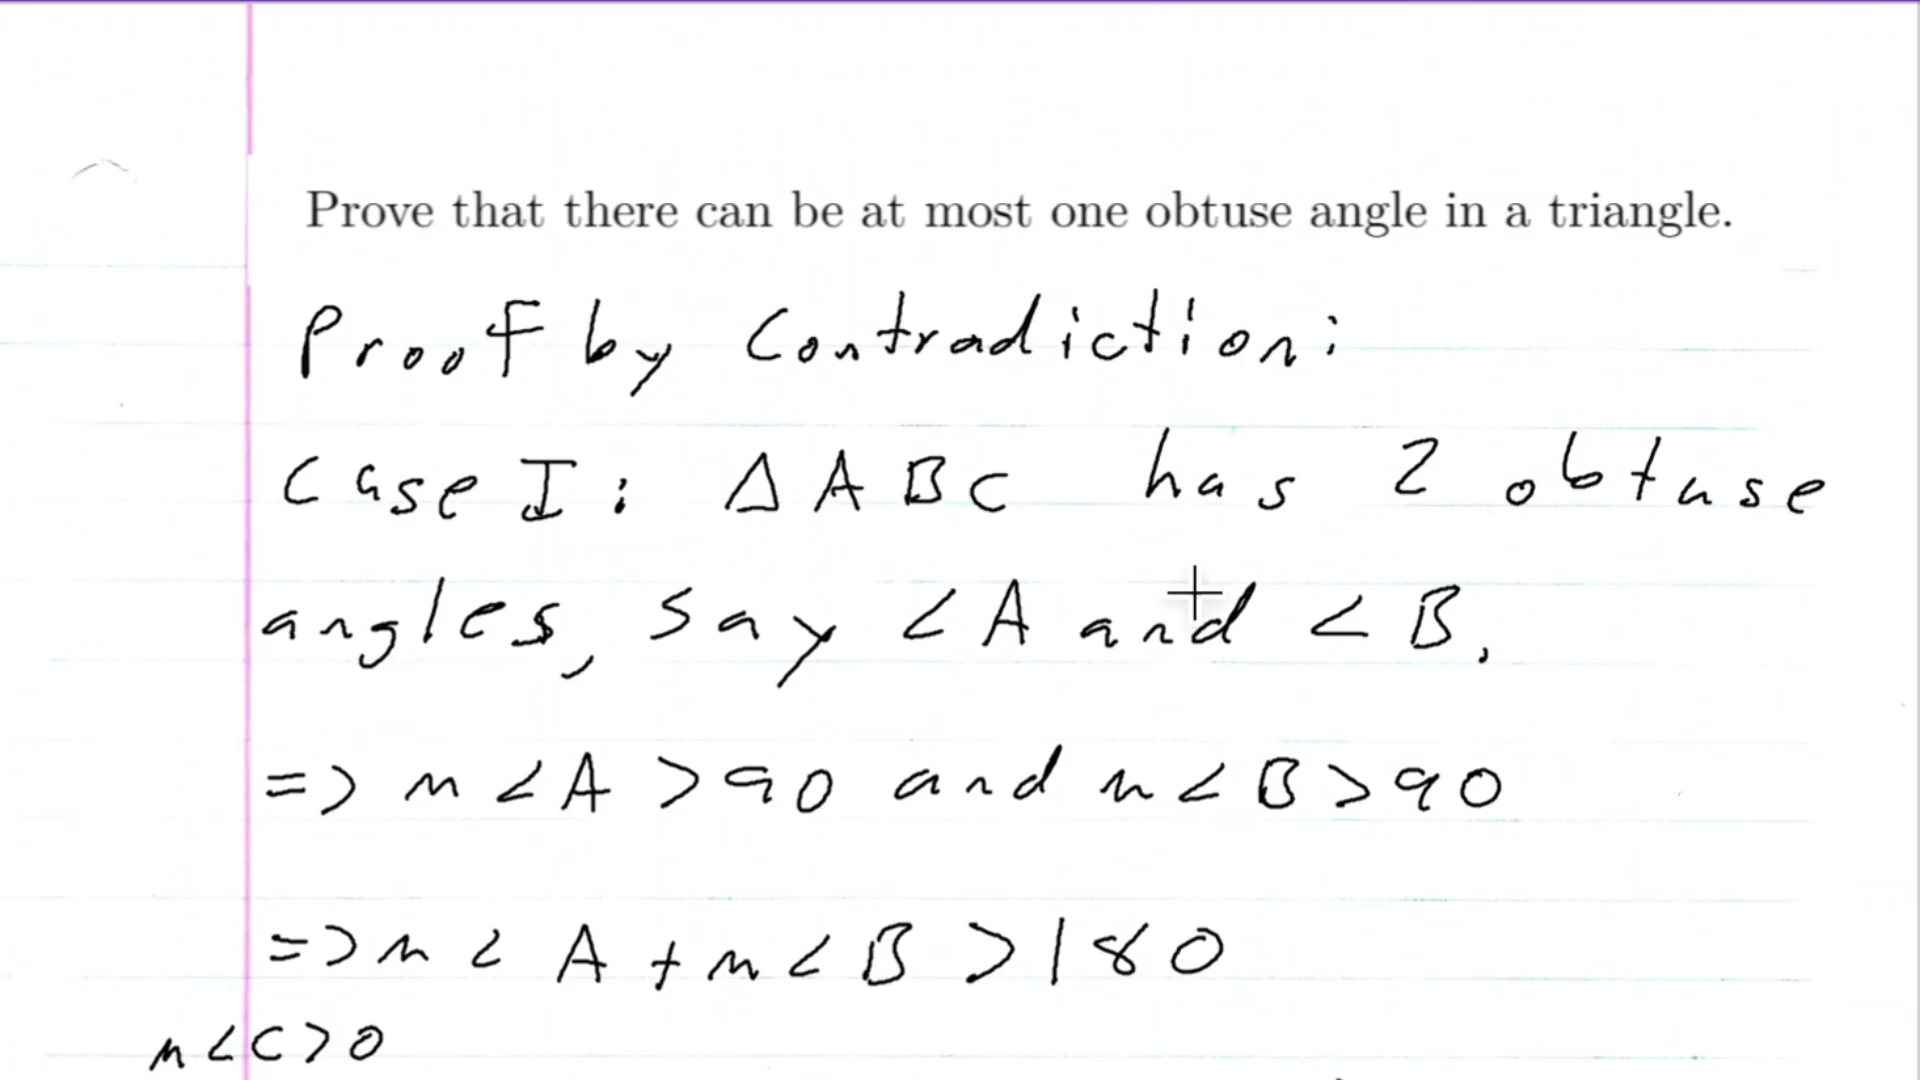 Prove that there can be at most one obtuse angle in a triangle.
Proof by Contradiction:
Case I: △ABC has 2 obtuse
angles, say <A and <B.
=> m<A >90 and m<B>90
=> m<A + m<B >180
m<C>0